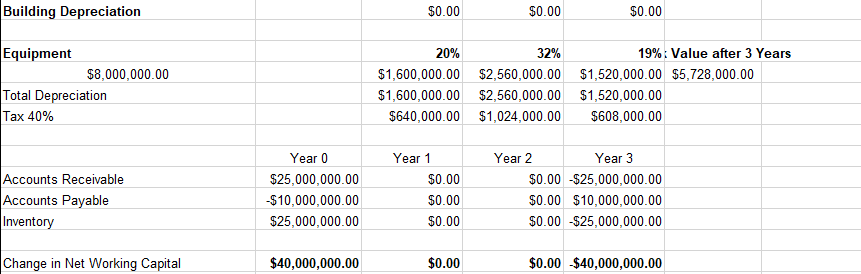 Building Depreciation $0.00 $0.00 $0.00
Equipment 20% 32% 19% : Value after 3 Years
$8,000,000.00 $1,600,000.00 $2,560,000.00 $1,520,000.00 $5,728,000.00
Total Depreciation $1,600,000.00 $2,560,000.00 $1,520,000.00
Tax 40% $640,000.00 $1,024,000.00 $608,000.00
Year 0 Year 1 Year 2 Year 3
Accounts Receivable $25,000,000.00 $0.00 $0.00 -$25,000,000.00
Accounts Payable -$10,000,000.00 $0.00 $0.00 $10,000,000.00
Inventory $25,000,000.00 $0.00 $0.00 -$25,000,000.00
Change in Net Working Capital $40,000,000.00 $0.00 $0.00 -$40,000,000.00